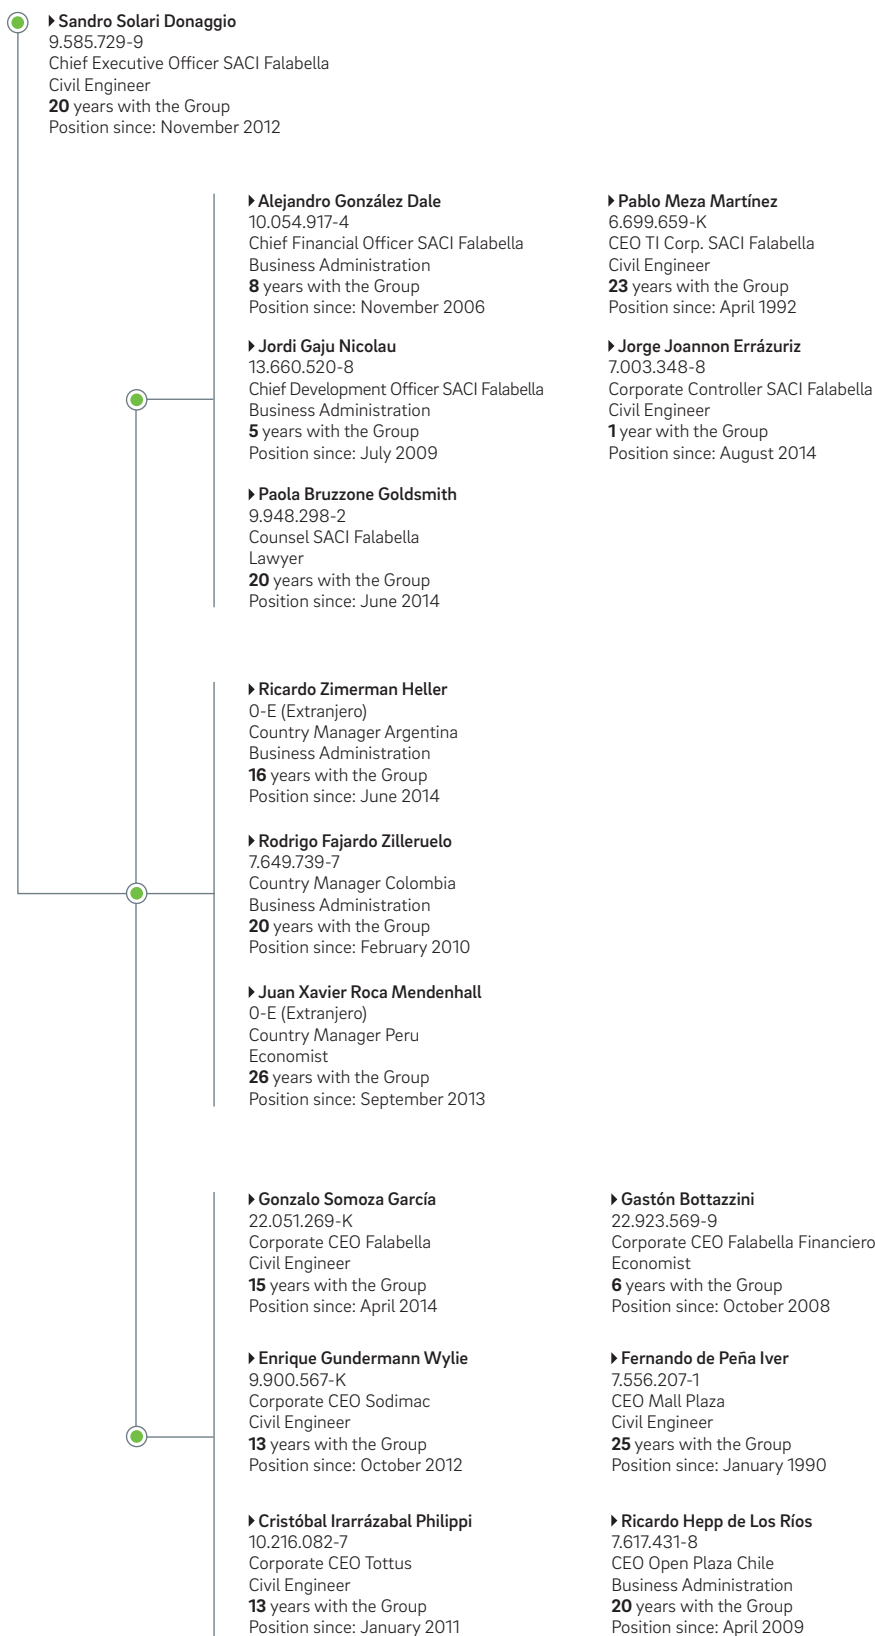 Sandro Solari Donaggio
9.585.729-9
Chief Executive Officer SACI Falabella
Civil Engineer
20 years with the Group
Position since: November 2012
Alejandro González Dale
10.054.917-4
Chief Financial Officer SACI Falabella
Business Administration
8 years with the Group
Position since: November 2006
Pablo Meza Martínez
6.699.659-K
CEO TI Corp. SACI Falabella
Civil Engineer
23 years with the Group
Position since: April 1992
Jordi Gaju Nicolau
13.660.520-8
Chief Development Officer SACI Falabella
Business Administration
5 years with the Group
Position since: July 2009
Jorge Joannon Errázuriz
7.003.348-8
Corporate Controller SACI Falabella
Civil Engineer
1 year with the Group
Position since: August 2014
Paola Bruzzone Goldsmith
9.948.298-2
Counsel SACI Falabella
Lawyer
20 years with the Group
Position since: June 2014
Ricardo Zimerman Heller
0-E (Extranjero)
Country Manager Argentina
Business Administration
16 years with the Group
Position since: June 2014
Rodrigo Fajardo Zilleruelo
7.649.739-7
Country Manager Colombia
Business Administration
20 years with the Group
Position since: February 2010
Juan Xavier Roca Mendenhall
0-E (Extranjero)
Country Manager Peru
Economist
26 years with the Group
Position since: September 2013
Gonzalo Somoza García
22.051.269-K
Corporate CEO Falabella
Civil Engineer
15 years with the Group
Position since: April 2014
Gastón Bottazzini
22.923.569-9
Corporate CEO Falabella Financiero
Economist
6 years with the Group
Position since: October 2008
Enrique Gundermann Wylie
9.900.567-K
Corporate CEO Sodimac
Civil Engineer
13 years with the Group
Position since: October 2012
Fernando de Peña Iver
7.556.207-1
CEO Mall Plaza
Civil Engineer
25 years with the Group
Position since: January 1990
Cristóbal Irarrázabal Philippi
10.216.082-7
Corporate CEO Tottus
Civil Engineer
13 years with the Group
Position since: January 2011
Ricardo Hepp de Los Ríos
7.617.431-8
CEO Open Plaza Chile
Business Administration
20 years with the Group
Position since: April 2009